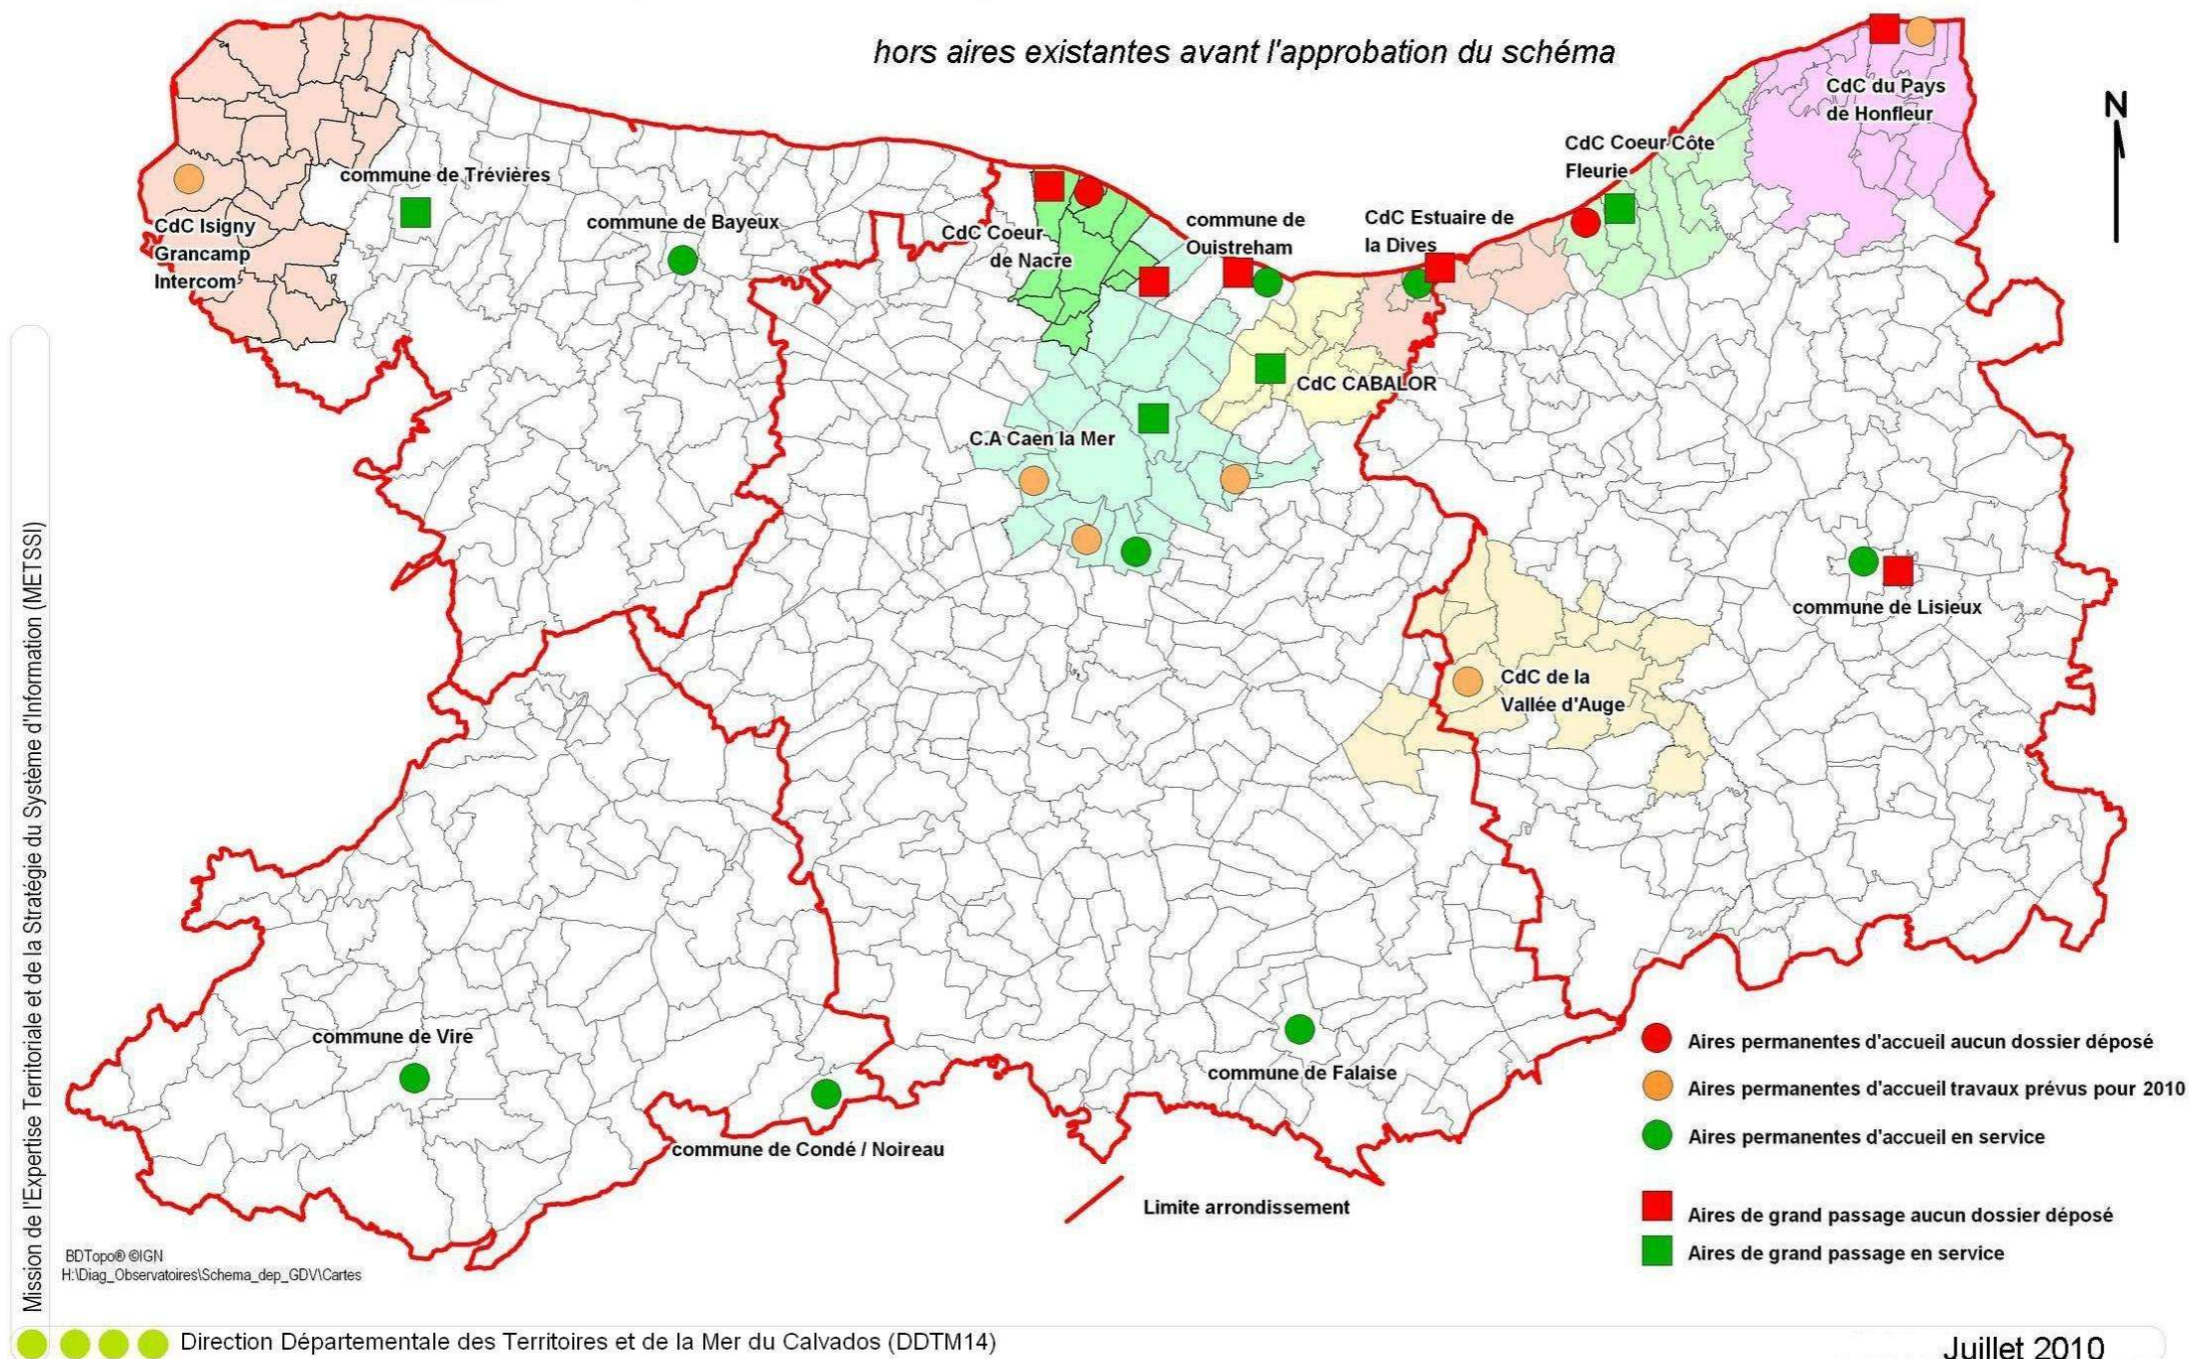 hors aires existantes avant l'approbation du schéma
CdC du Pays
de Honfleur
N
CdC Coeur Côte
Fleurie
commune de Trévières
commune de Bayeux
CdC Isigny
Grancamp
Intercom
CdC Coeur
de Nacre
commune de
Ouistreham
CdC Estuaire de
la Dives
CdC CABALOR
C.A Caen la Mer
commune de Lisieux
CdC de la
Vallée d'Auge
commune de Vire
commune de Falaise
commune de Condé / Noireau
Limite arrondissement
Aires permanentes d'accueil aucun dossier déposé
Aires permanentes d'accueil travaux prévus pour 2010
Aires permanentes d'accueil en service
Aires de grand passage aucun dossier déposé
Aires de grand passage en service
Mission de l'Expertise Territoriale et de la Stratégie du Système d'Information (METSSI)
BDTopo® ©IGN
H:\Diag_Observatoires\Schema_dep_GDV\Cartes
Direction Départementale des Territoires et de la Mer du Calvados (DDTM14)
Juillet 2010